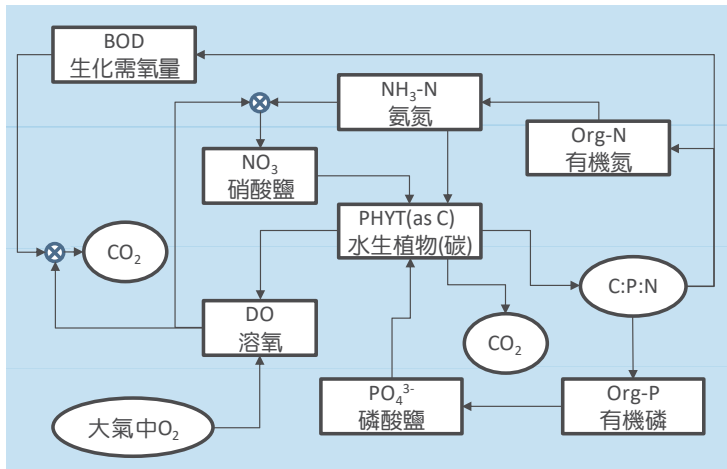 BOD
生化需氧量
NH₃-N
氨氮
Org-N
有機氮
NO₃
硝酸鹽
PHYT(as C)
水生植物(碳)
CO₂
C:P:N
DO
溶氧
CO₂
PO₄³⁻
磷酸鹽
Org-P
有機磷
大氣中O₂